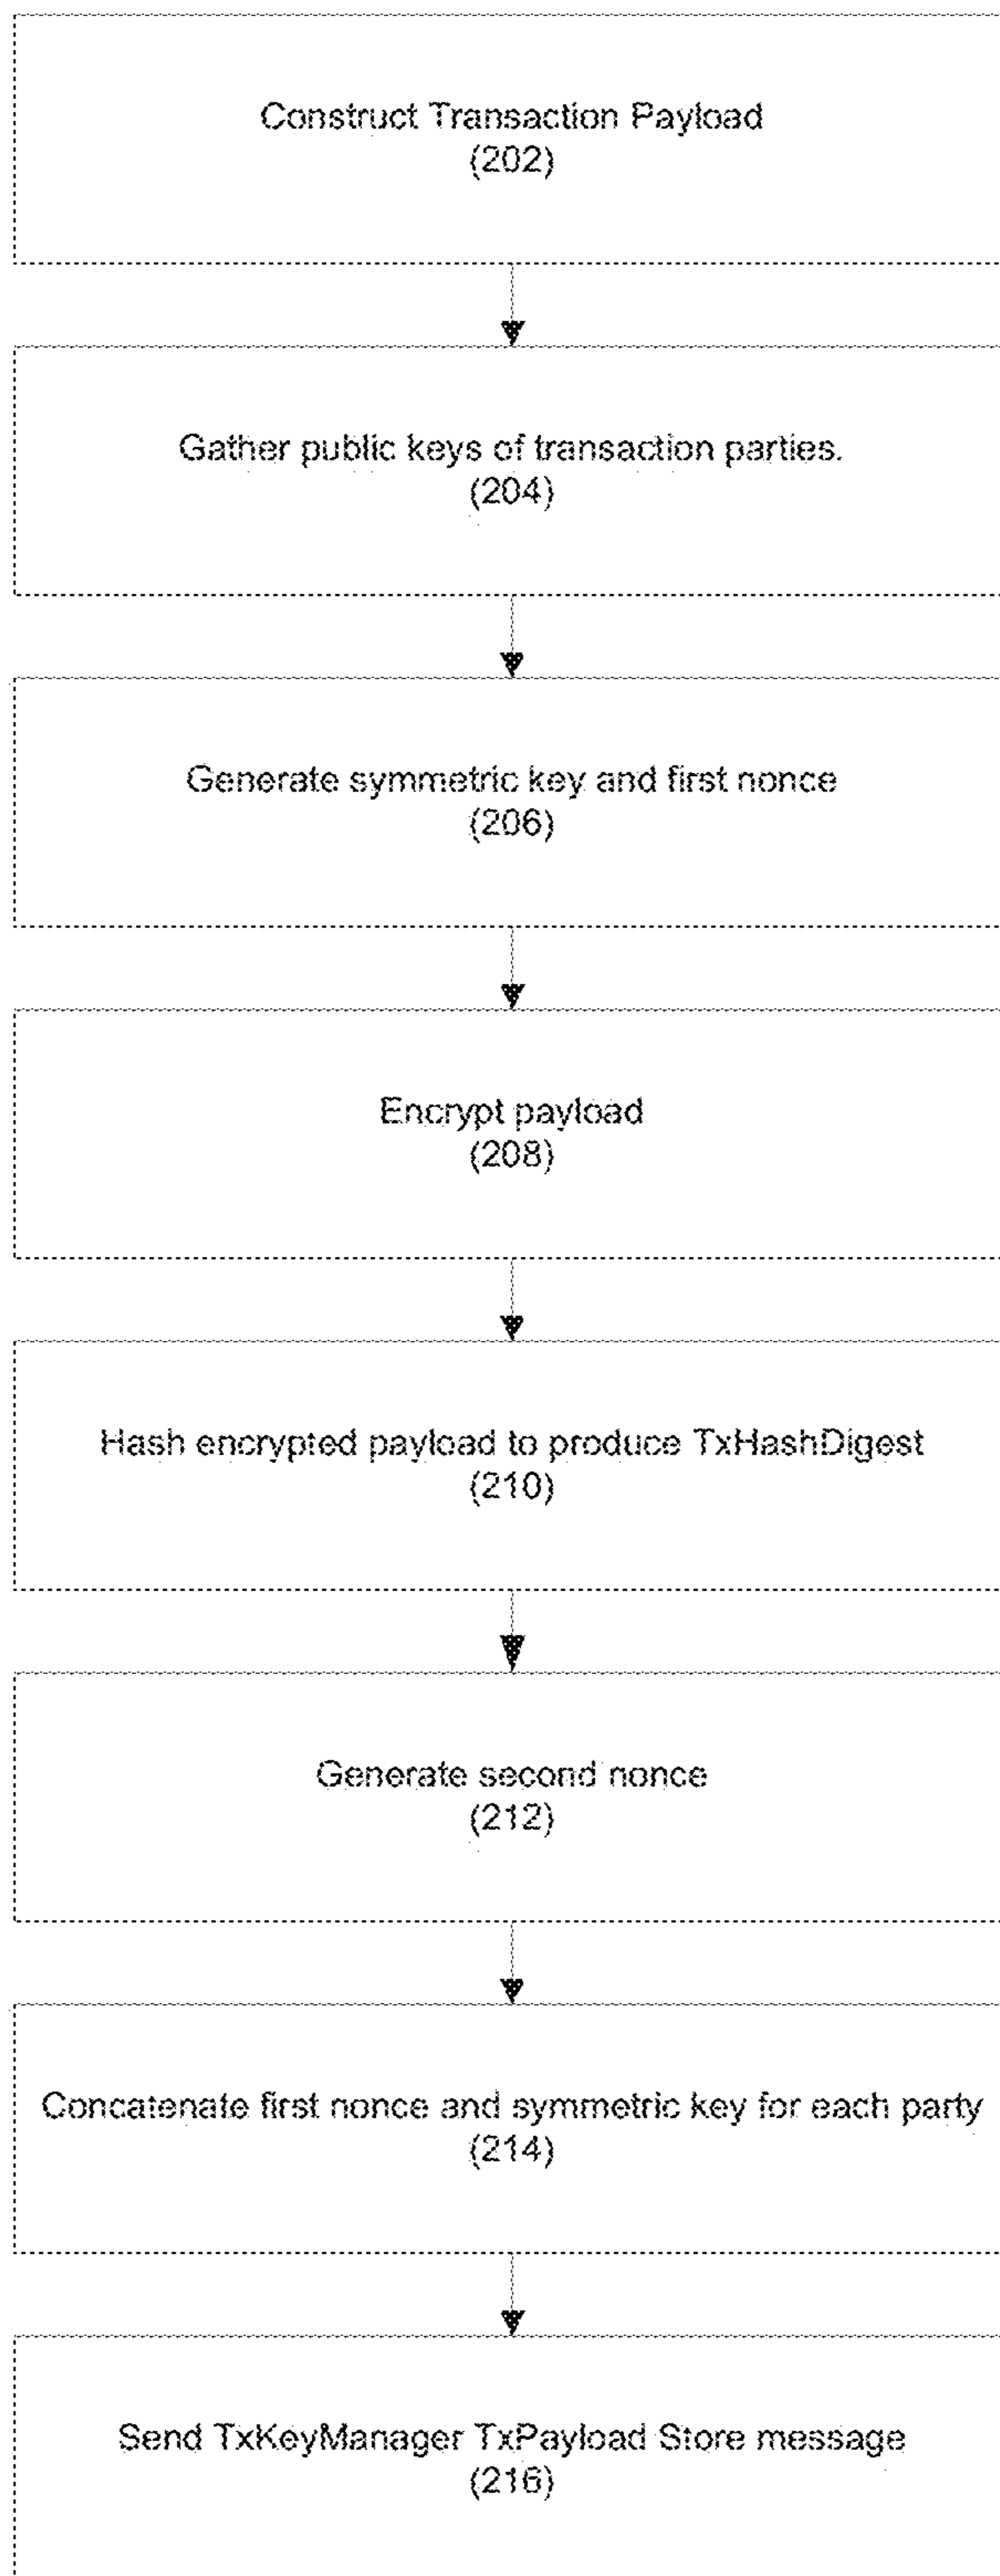 Construct Transaction Payload
(202)
Gather public keys of transaction parties.
(204)
Generate symmetric key and first nonce
(206)
Encrypt payload
(208)
Hash encrypted payload to produce TxHashDigest
(210)
Generate second nonce
(212)
Concatenate first nonce and symmetric key for each party
(214)
Send TxKeyManager TxPayload Store message
(216)